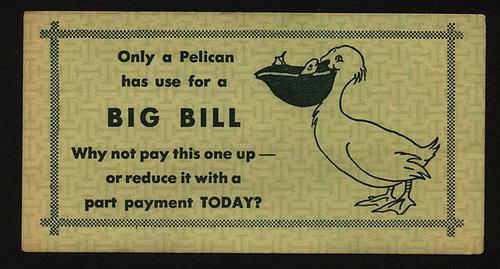 Only a Pelican
has use for a
BIG BILL
Why not pay this one up —
or reduce it with a
part payment TODAY?